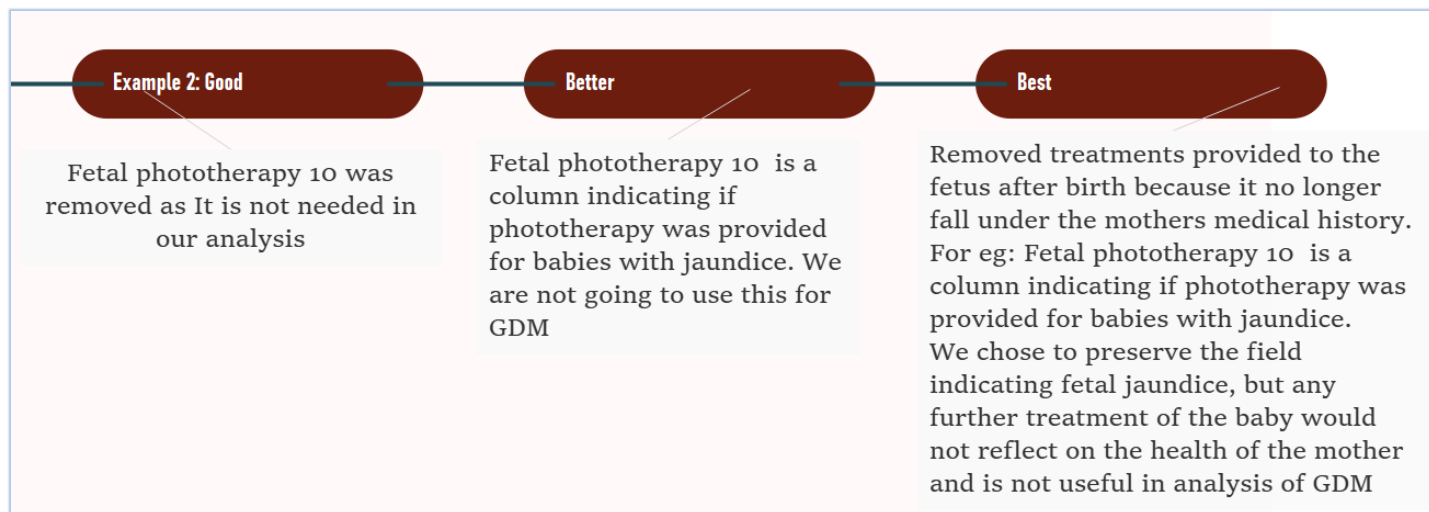 Example 2: Good
Fetal phototherapy 10 was
removed as It is not needed in
our analysis
Better
Fetal phototherapy 10  is a
column indicating if
phototherapy was provided
for babies with jaundice. We
are not going to use this for
GDM
Best
Removed treatments provided to the
fetus after birth because it no longer
fall under the mothers medical history.
For eg: Fetal phototherapy 10  is a
column indicating if phototherapy was
provided for babies with jaundice.
We chose to preserve the field
indicating fetal jaundice, but any
further treatment of the baby would
not reflect on the health of the mother
and is not useful in analysis of GDM